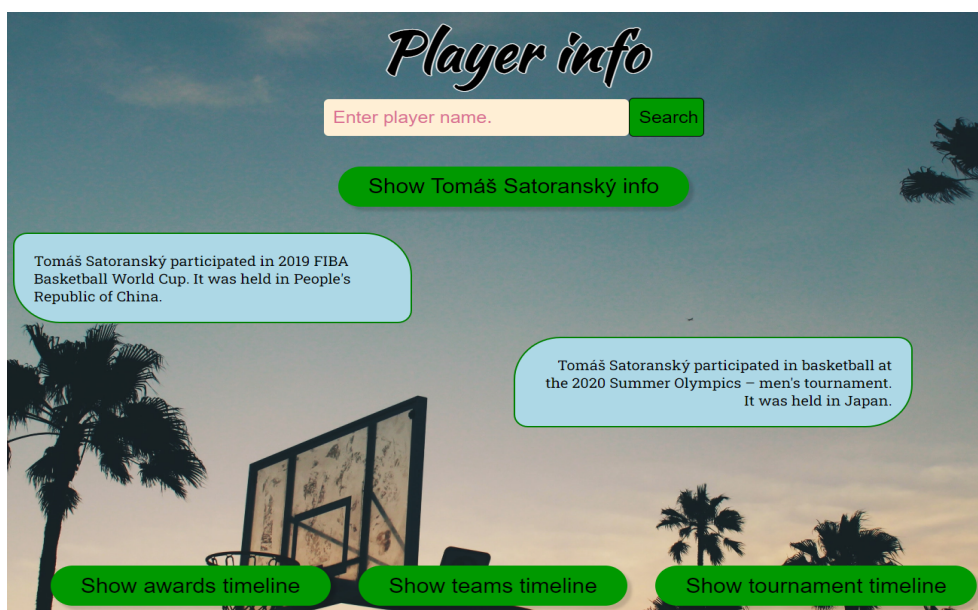 Player info
Enter player name.
Search
Show Tomáš Satoranský info
Tomáš Satoranský participated in 2019 FIBA
Basketball World Cup. It was held in People's
Republic of China.
Tomáš Satoranský participated in basketball at
the 2020 Summer Olympics – men's tournament.
It was held in Japan.
Show awards timeline
Show teams timeline
Show tournament timeline